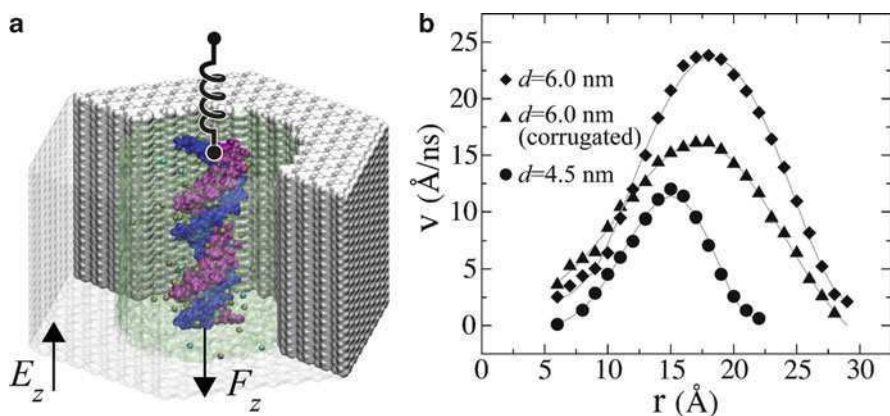 a
E_z
F_z
b
v (Å/ns)
25
20
15
10
5
0
d=6.0 nm
d=6.0 nm
(corrugated)
d=4.5 nm
0 5 10 15 20 25 30
r (Å)